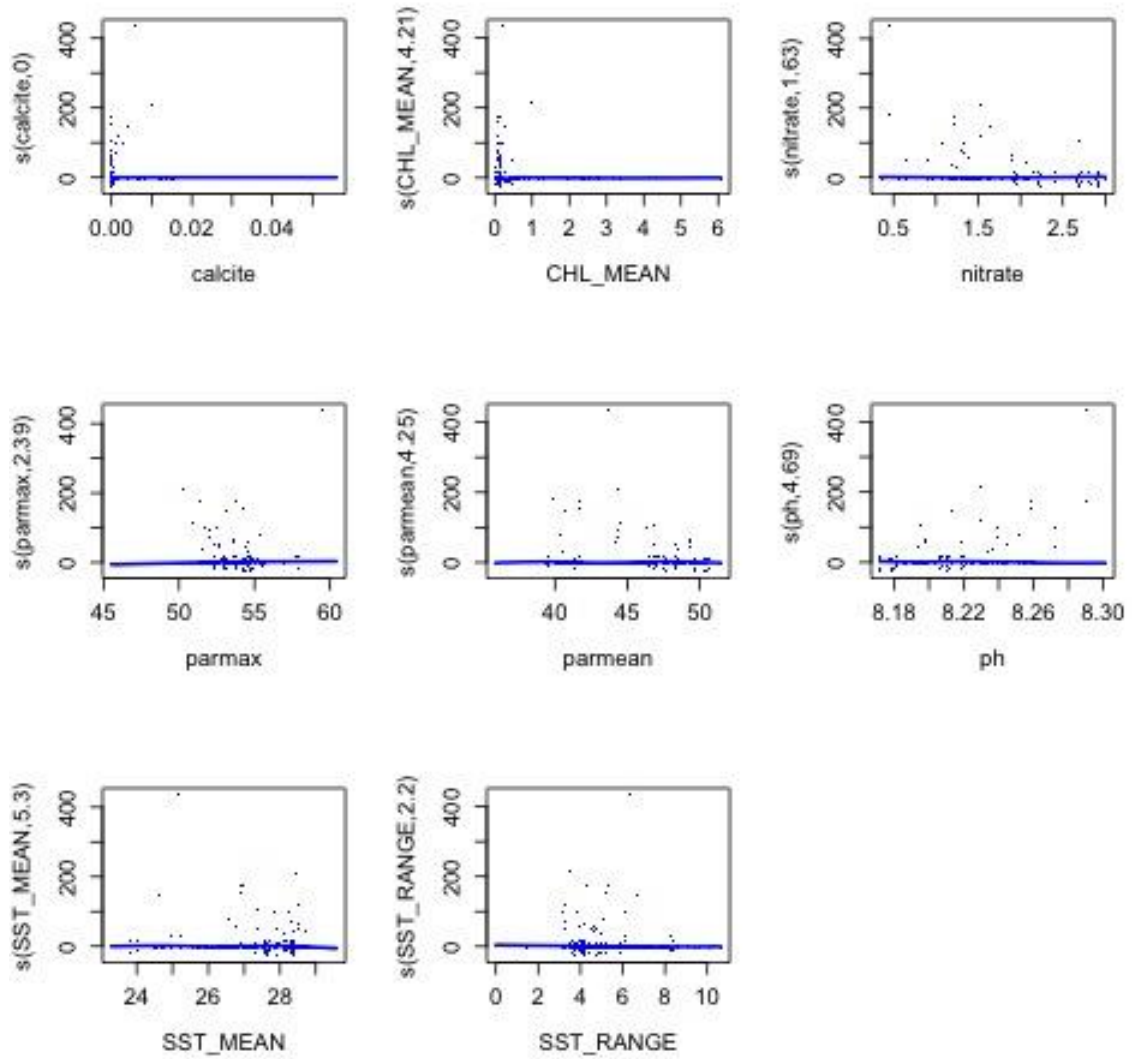 s(calcite,0)
400
200
0
0.00 0.02 0.04
calcite
s(CHL_MEAN,4.21)
400
200
0
0 1 2 3 4 5 6
CHL_MEAN
s(nitrate,1.63)
400
200
0
0.5 1.5 2.5
nitrate
s(parmax,2.39)
400
200
0
45 50 55 60
parmax
s(parmean,4.25)
400
200
0
40 45 50
parmean
s(ph,4.69)
400
200
0
8.18 8.22 8.26 8.30
ph
s(SST_MEAN,5.3)
400
200
0
24 26 28
SST_MEAN
s(SST_RANGE,2.2)
400
200
0
0 2 4 6 8 10
SST_RANGE